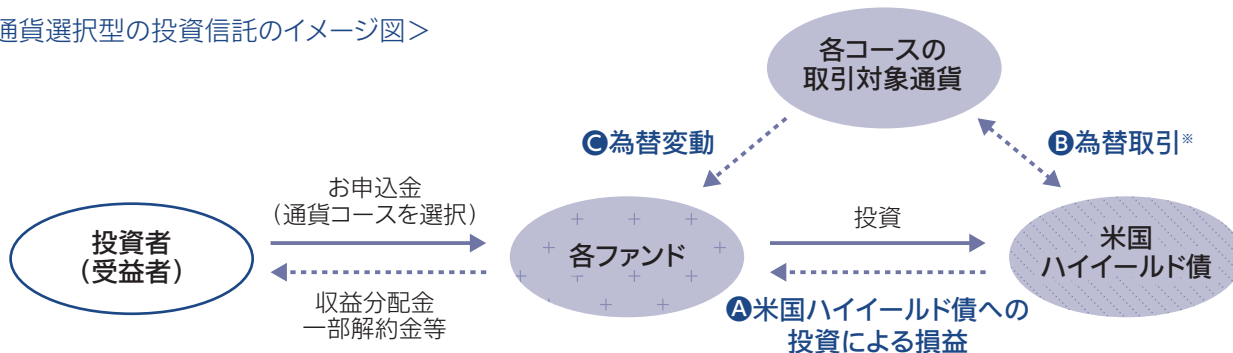 通貨選択型の投資信託のイメージ図＞
各コースの
取引対象通貨
Ⓒ為替変動
Ⓑ為替取引※
お申込金
（通貨コースを選択）
投資
投資者
（受益者）
各ファンド
米国
ハイイールド債
収益分配金
一部解約金等
Ⓐ米国ハイイールド債への
投資による損益